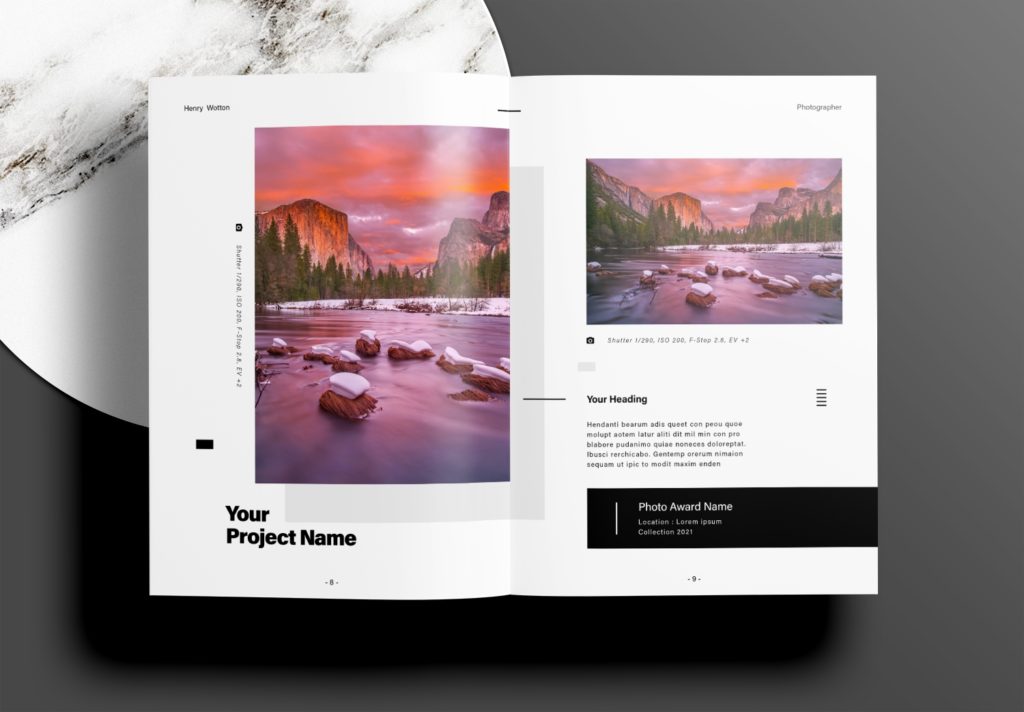 Henry Wotton
Shutter 1/290, ISO 200, F-Stop 2.8, EV +2
Your
Project Name
- 8 -
Photographer
Shutter 1/290, ISO 200, F-Stop 2.8, EV +2
Your Heading
Hendanti bearum adis queet con peou quoe
molupt aotem latur aliti dit mil min con pro
blabore pudanimo quiae noneces doloreptat.
Ibusci rerchicabo. Gentemp orerum nimaion
sequam ut ipic to modit maxim enden
Photo Award Name
Location : Lorem ipsum
Collection 2021
- 9 -